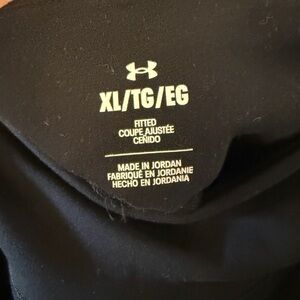 XL/TG/EG
FITTED
COUPE AJUSTÉE
CEÑIDO
MADE IN JORDAN
FABRIQUÉ EN JORDANIE
HECHO EN JORDANIA